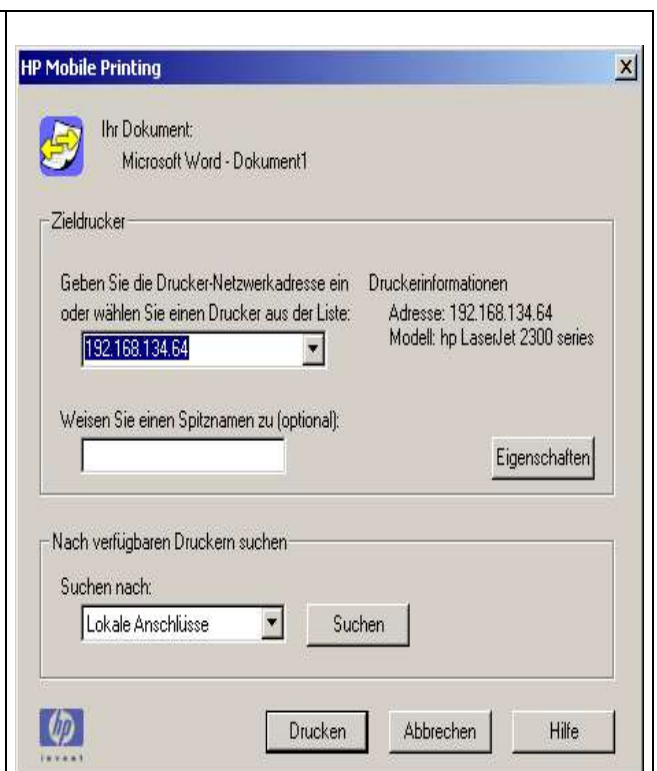 HP Mobile Printing
Ihr Dokument:
Microsoft Word - Dokument1
Zieldrucker
Geben Sie die Drucker-Netzwerkadresse ein
oder wählen Sie einen Drucker aus der Liste:
192.168.134.64
Druckerinformationen
Adresse: 192.168.134.64
Modell: hp LaserJet 2300 series
Weisen Sie einen Spitznamen zu (optional):
Eigenschaften
Nach verfügbaren Druckern suchen
Suchen nach:
Lokale Anschlüsse
Suchen
hp
invent
Drucken
Abbrechen
Hilfe